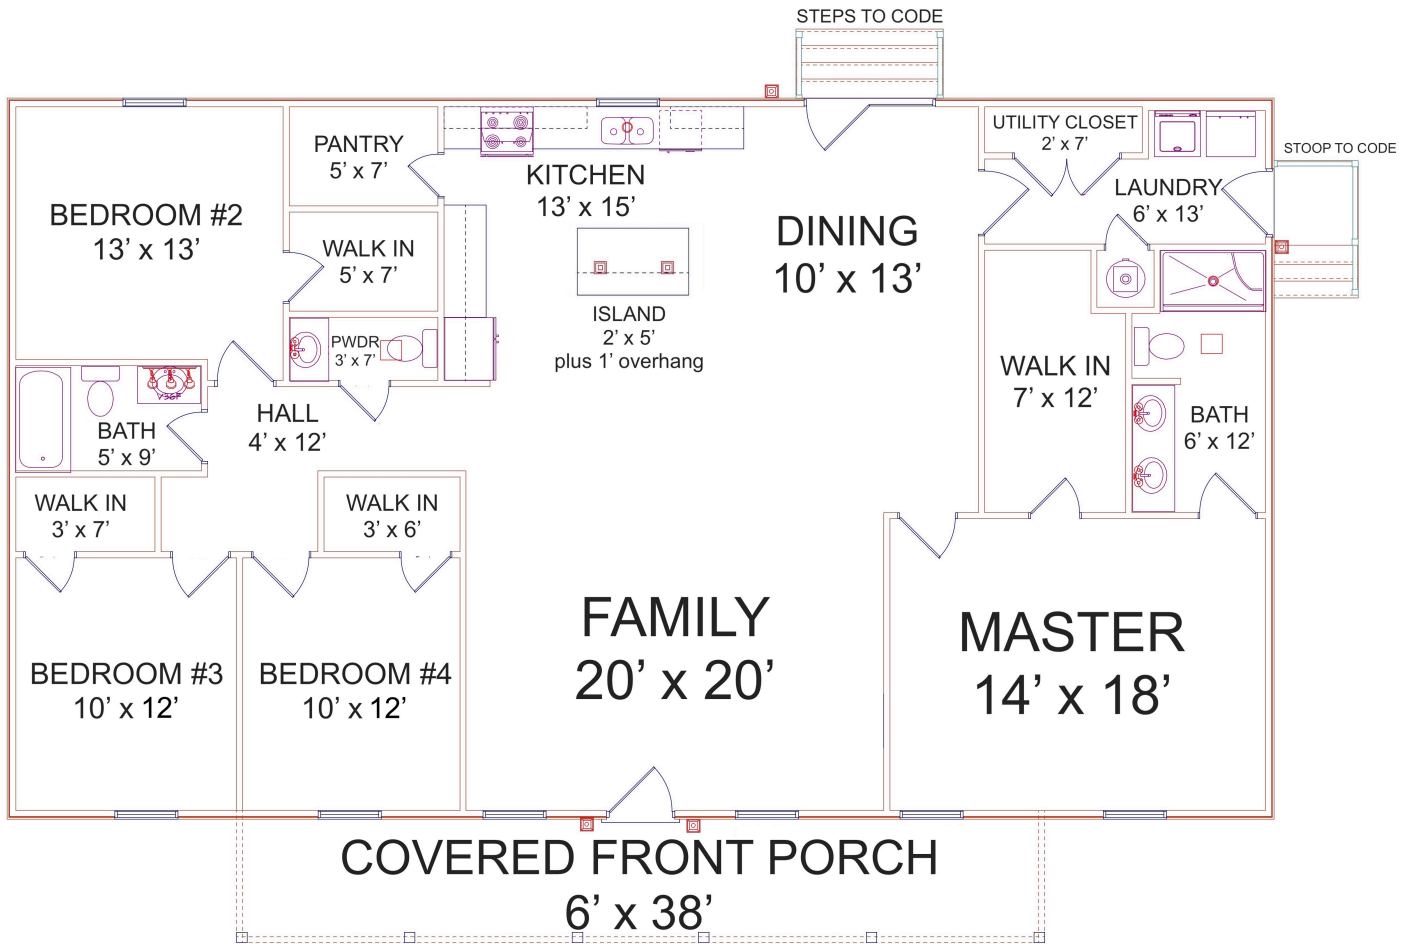 STEPS TO CODE
PANTRY
5’ x 7’
UTILITY CLOSET
2’ x 7’
STOOP TO CODE
BEDROOM #2
13’ x 13’
KITCHEN
13’ x 15’
LAUNDRY
6’ x 13’
WALK IN
5’ x 7’
DINING
10’ x 13’
ISLAND
2’ x 5’
plus 1’ overhang
PWDR
3’ x 7’
WALK IN
7’ x 12’
HALL
4’ x 12’
BATH
5’ x 9’
BATH
6’ x 12’
WALK IN
3’ x 7’
WALK IN
3’ x 6’
FAMILY
20’ x 20’
MASTER
14’ x 18’
BEDROOM #3
10’ x 12’
BEDROOM #4
10’ x 12’
COVERED FRONT PORCH
6’ x 38’